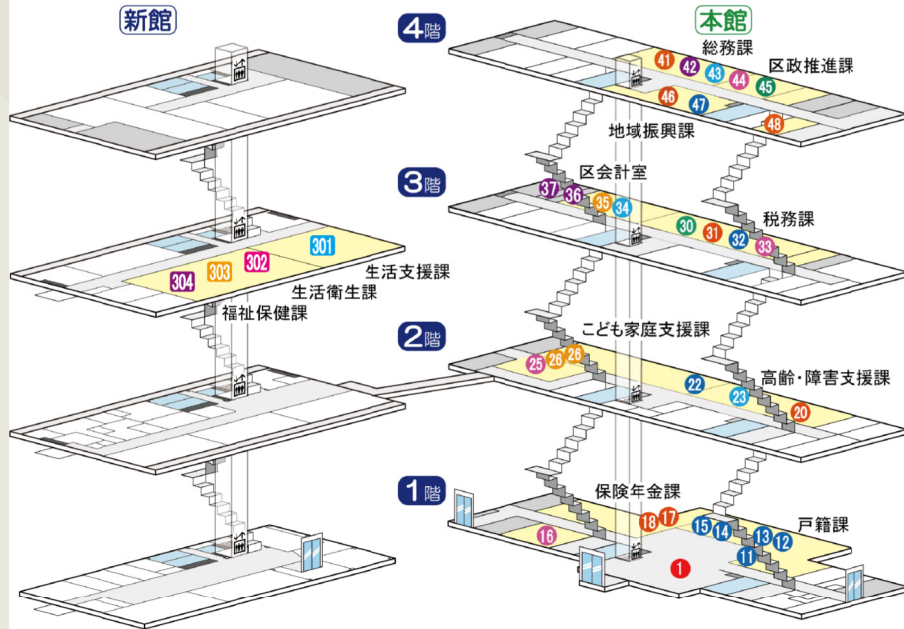 新館
本館
4階
総務課
41 42 43 44 45
区政推進課
46 47
48
地域振興課
3階
区会計室
37 36 35 34
30 31 32 33
税務課
301
302
303
304
生活支援課
生活衛生課
福祉保健課
2階
こども家庭支援課
25 26 26
22 23 20
高齢・障害支援課
1階
保険年金課
18 17
15 14 13 12
11
戸籍課
16
1